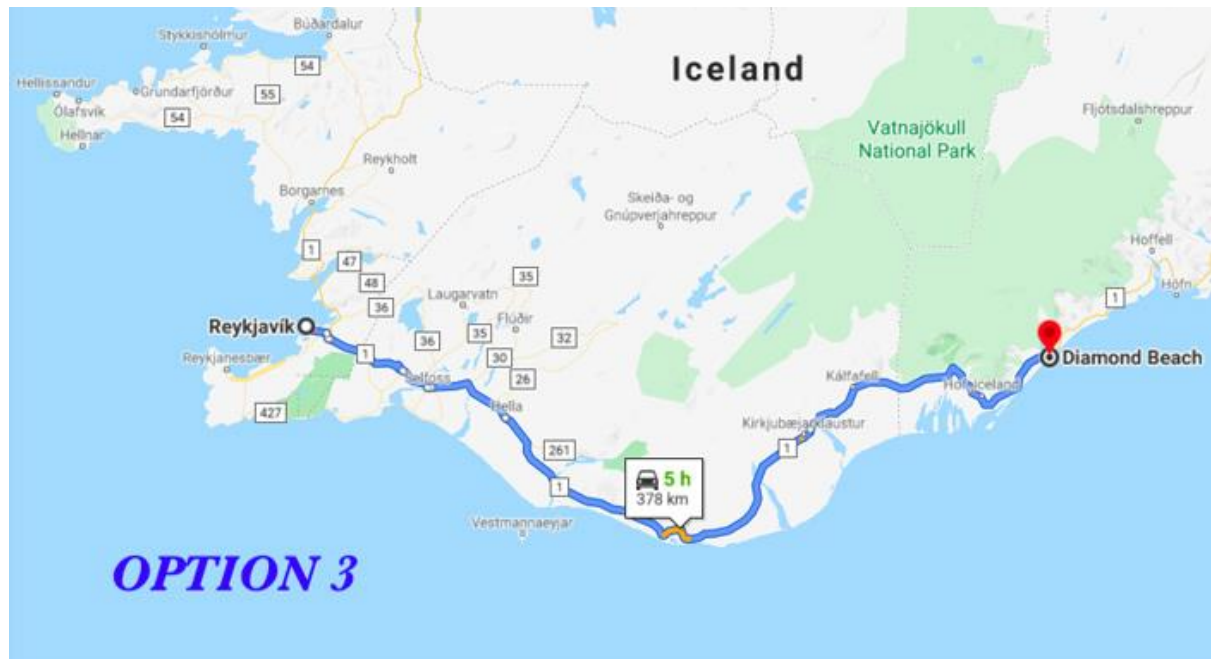 Búðardalur
Stykkishólmur
Iceland
54
Hellissandur
Grundarfjörður
55
Ólafsvík
54
Fljótsdalshreppur
Hellnar
Vatnajökull
National Park
Reykholt
Borgarnes
Skeiða- og
Gnúpverjahreppur
1
47
Hoffell
48
35
Höfn
36
Laugarvatn
1
Reykjavík
Flúðir
36
35
32
1
30
Diamond Beach
Reykjanesbær
Selfoss
26
Kálfafell
Hof
Iceland
427
Hella
Kirkjubæjarklaustur
261
1
5 h
378 km
1
Vestmannaeyjar
OPTION 3